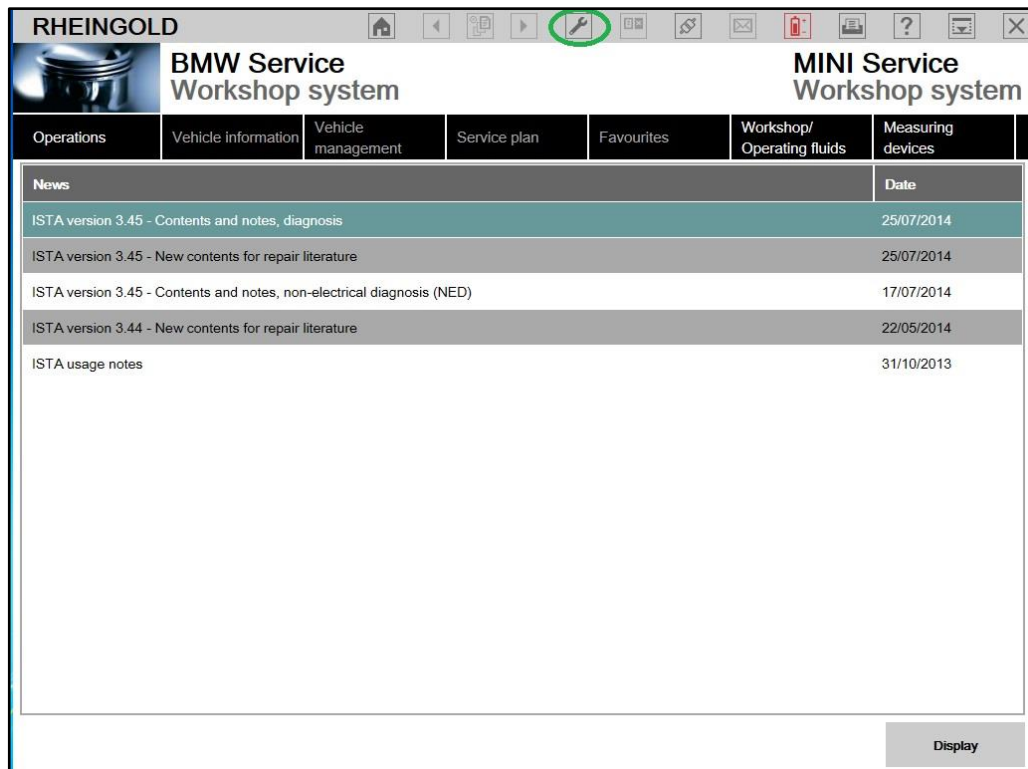 RHEINGOLD
?
BMW Service
Workshop system
MINI Service
Workshop system
Operations
Vehicle information
Vehicle
management
Service plan
Favourites
Workshop/
Operating fluids
Measuring
devices
News Date
ISTA version 3.45 - Contents and notes, diagnosis 25/07/2014
ISTA version 3.45 - New contents for repair literature 25/07/2014
ISTA version 3.45 - Contents and notes, non-electrical diagnosis (NED) 17/07/2014
ISTA version 3.44 - New contents for repair literature 22/05/2014
ISTA usage notes 31/10/2013
Display